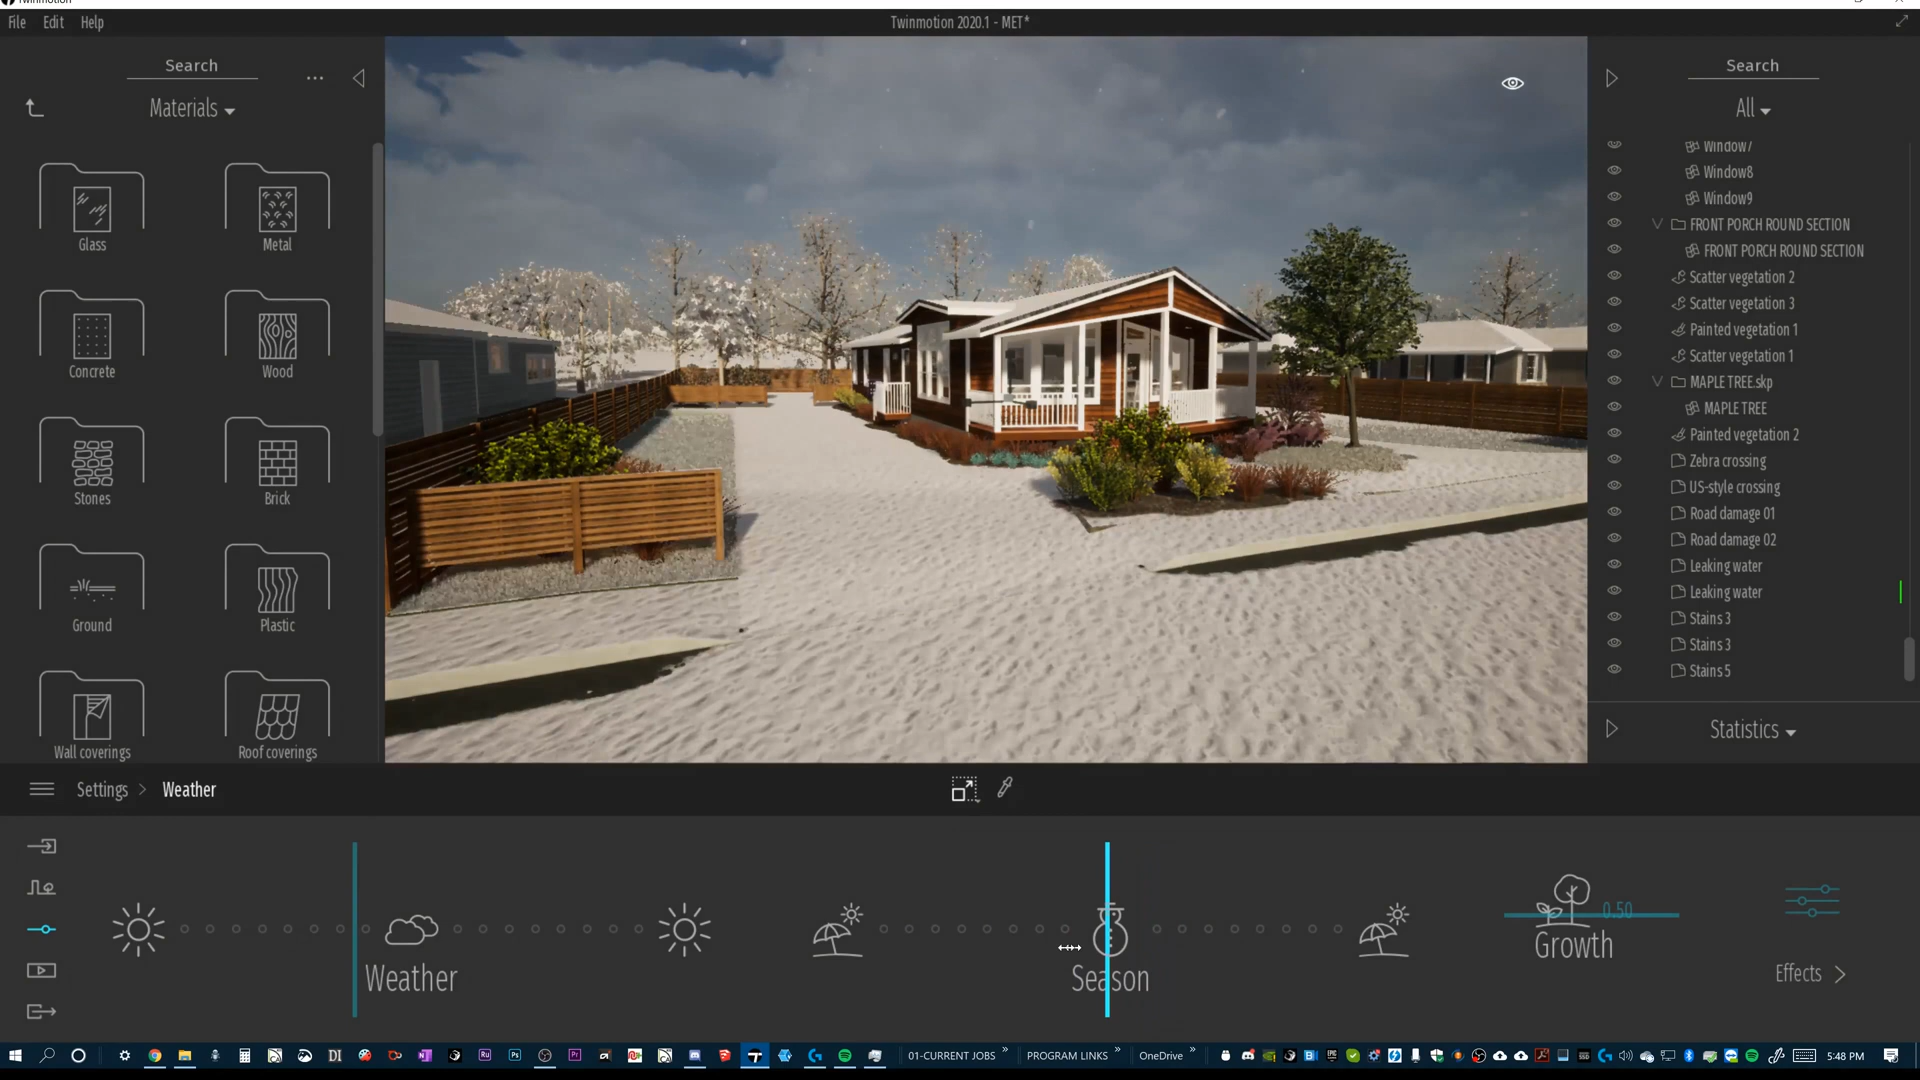 Twinmotion
File Edit Help
Twinmotion 2020.1 - MET*
Search
Materials
Glass
Metal
Concrete
Wood
Stones
Brick
Ground
Plastic
Wall coverings
Roof coverings
Search
All
Window7
Window8
Window9
FRONT PORCH ROUND SECTION
FRONT PORCH ROUND SECTION
Scatter vegetation 2
Scatter vegetation 3
Painted vegetation 1
Scatter vegetation 1
MAPLE TREE.skp
MAPLE TREE
Painted vegetation 2
Zebra crossing
US-style crossing
Road damage 01
Road damage 02
Leaking water
Leaking water
Stains 3
Stains 3
Stains 5
Statistics
Settings > Weather
0.50
Weather
Season
Growth
Effects
01-CURRENT JOBS
PROGRAM LINKS
OneDrive
5:48 PM